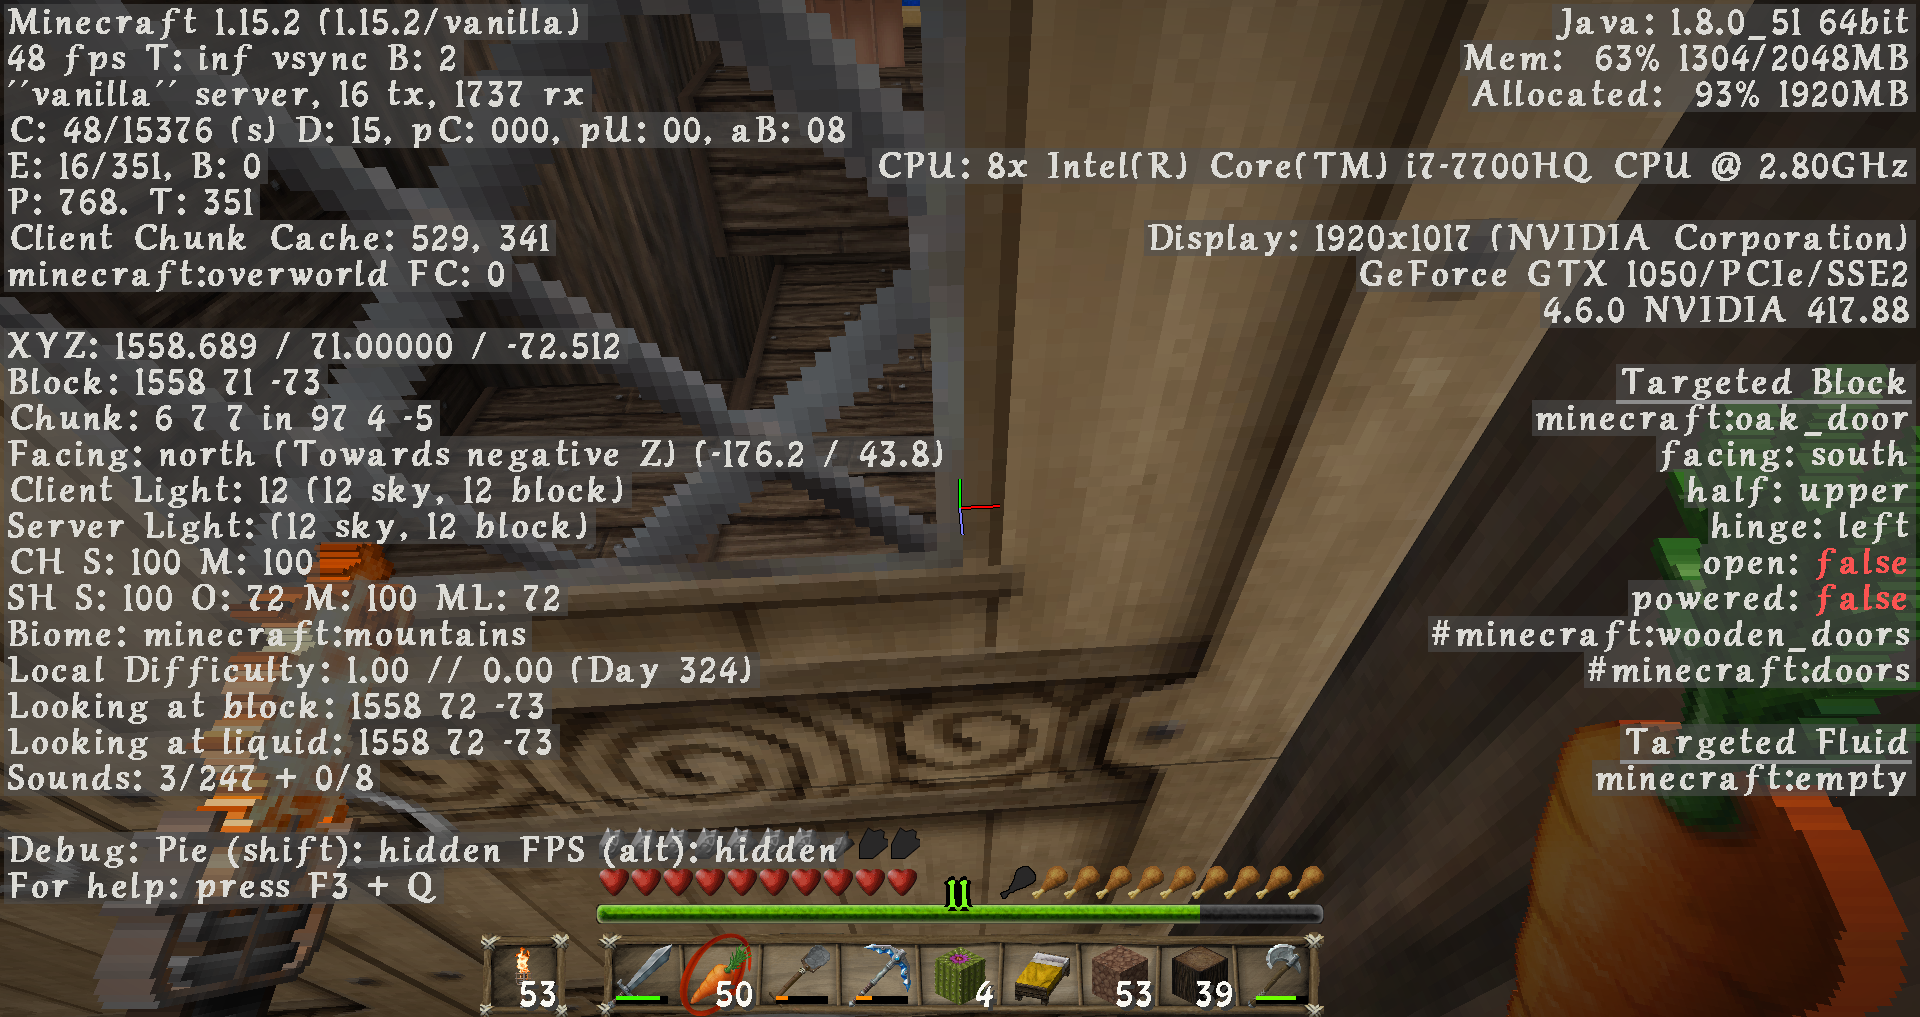 Minecraft 1.15.2 (1.15.2/vanilla)
48 fps T: inf vsync B: 2
''vanilla'' server, 16 tx, 1737 rx
C: 48/15376 (s) D: 15, pC: 000, pU: 00, aB: 08
E: 16/351, B: 0
P: 768. T: 351
Client Chunk Cache: 529, 341
minecraft:overworld FC: 0
XYZ: 1558.689 / 71.00000 / -72.512
Block: 1558 71 -73
Chunk: 6 7 7 in 97 4 -5
Facing: north (Towards negative Z) (-176.2 / 43.8)
Client Light: 12 (12 sky, 12 block)
Server Light: (12 sky, 12 block)
CH S: 100 M: 100
SH S: 100 O: 72 M: 100 ML: 72
Biome: minecraft:mountains
Local Difficulty: 1.00 // 0.00 (Day 324)
Looking at block: 1558 72 -73
Looking at liquid: 1558 72 -73
Sounds: 3/247 + 0/8
Debug: Pie (shift): hidden FPS (alt): hidden
For help: press F3 + Q
Java: 1.8.0_51 64bit
Mem: 63% 1304/2048MB
Allocated: 93% 1920MB
CPU: 8x Intel(R) Core(TM) i7-7700HQ CPU @ 2.80GHz
Display: 1920x1017 (NVIDIA Corporation)
GeForce GTX 1050/PCIe/SSE2
4.6.0 NVIDIA 417.88
Targeted Block
minecraft:oak_door
facing: south
half: upper
hinge: left
open: false
powered: false
#minecraft:wooden_doors
#minecraft:doors
Targeted Fluid
minecraft:empty
11
53
50
4
53
39